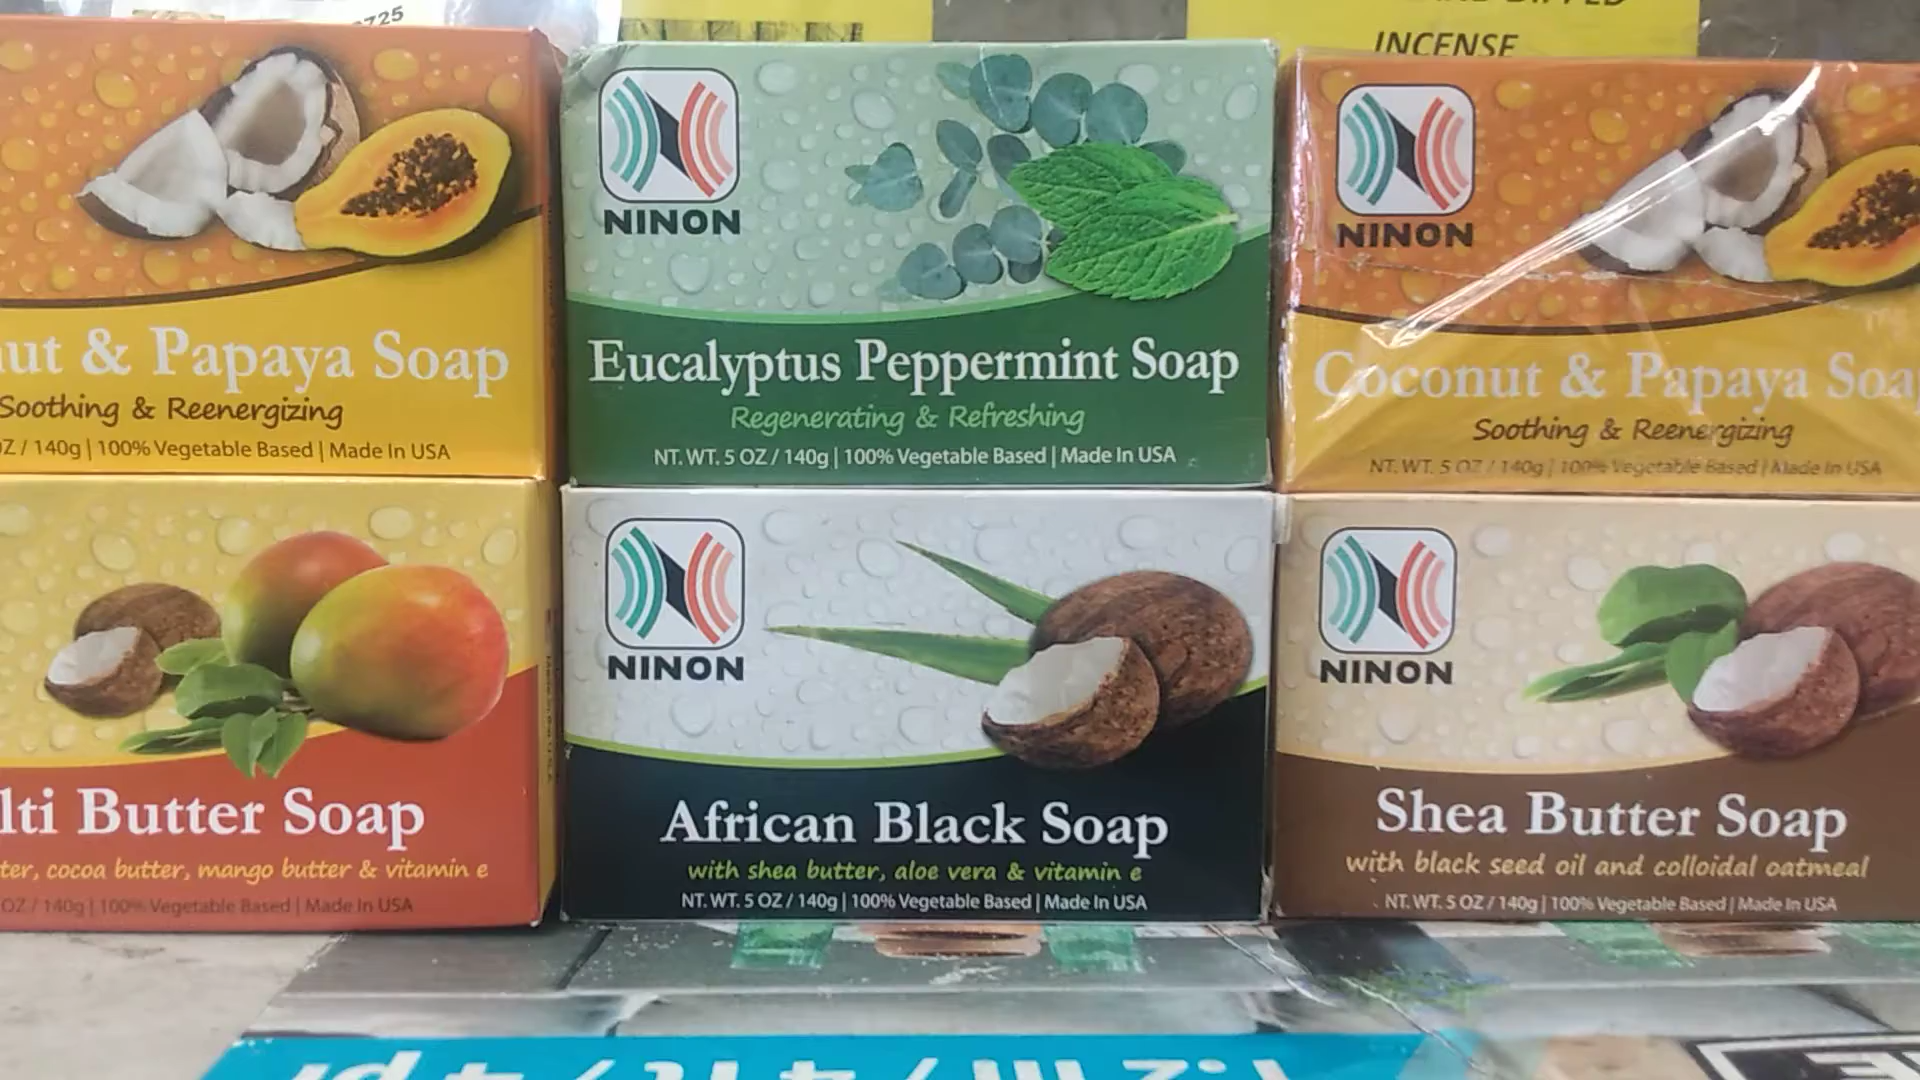 725
INCENSE
ut & Papaya Soap
Soothing & Reenergizing
OZ / 140g | 100% Vegetable Based | Made In USA
NINON
Eucalyptus Peppermint Soap
Regenerating & Refreshing
NT. WT. 5 OZ / 140g | 100% Vegetable Based | Made In USA
NINON
Coconut & Papaya Soap
Soothing & Reenergizing
NT. WT. 5 OZ / 140g | 100% Vegetable Based | Made In USA
lti Butter Soap
ter, cocoa butter, mango butter & vitamin e
OZ / 140g | 100% Vegetable Based | Made In USA
NINON
African Black Soap
with shea butter, aloe vera & vitamin e
NT. WT. 5 OZ / 140g | 100% Vegetable Based | Made In USA
NINON
Shea Butter Soap
with black seed oil and colloidal oatmeal
NT. WT. 5 OZ / 140g | 100% Vegetable Based | Made In USA